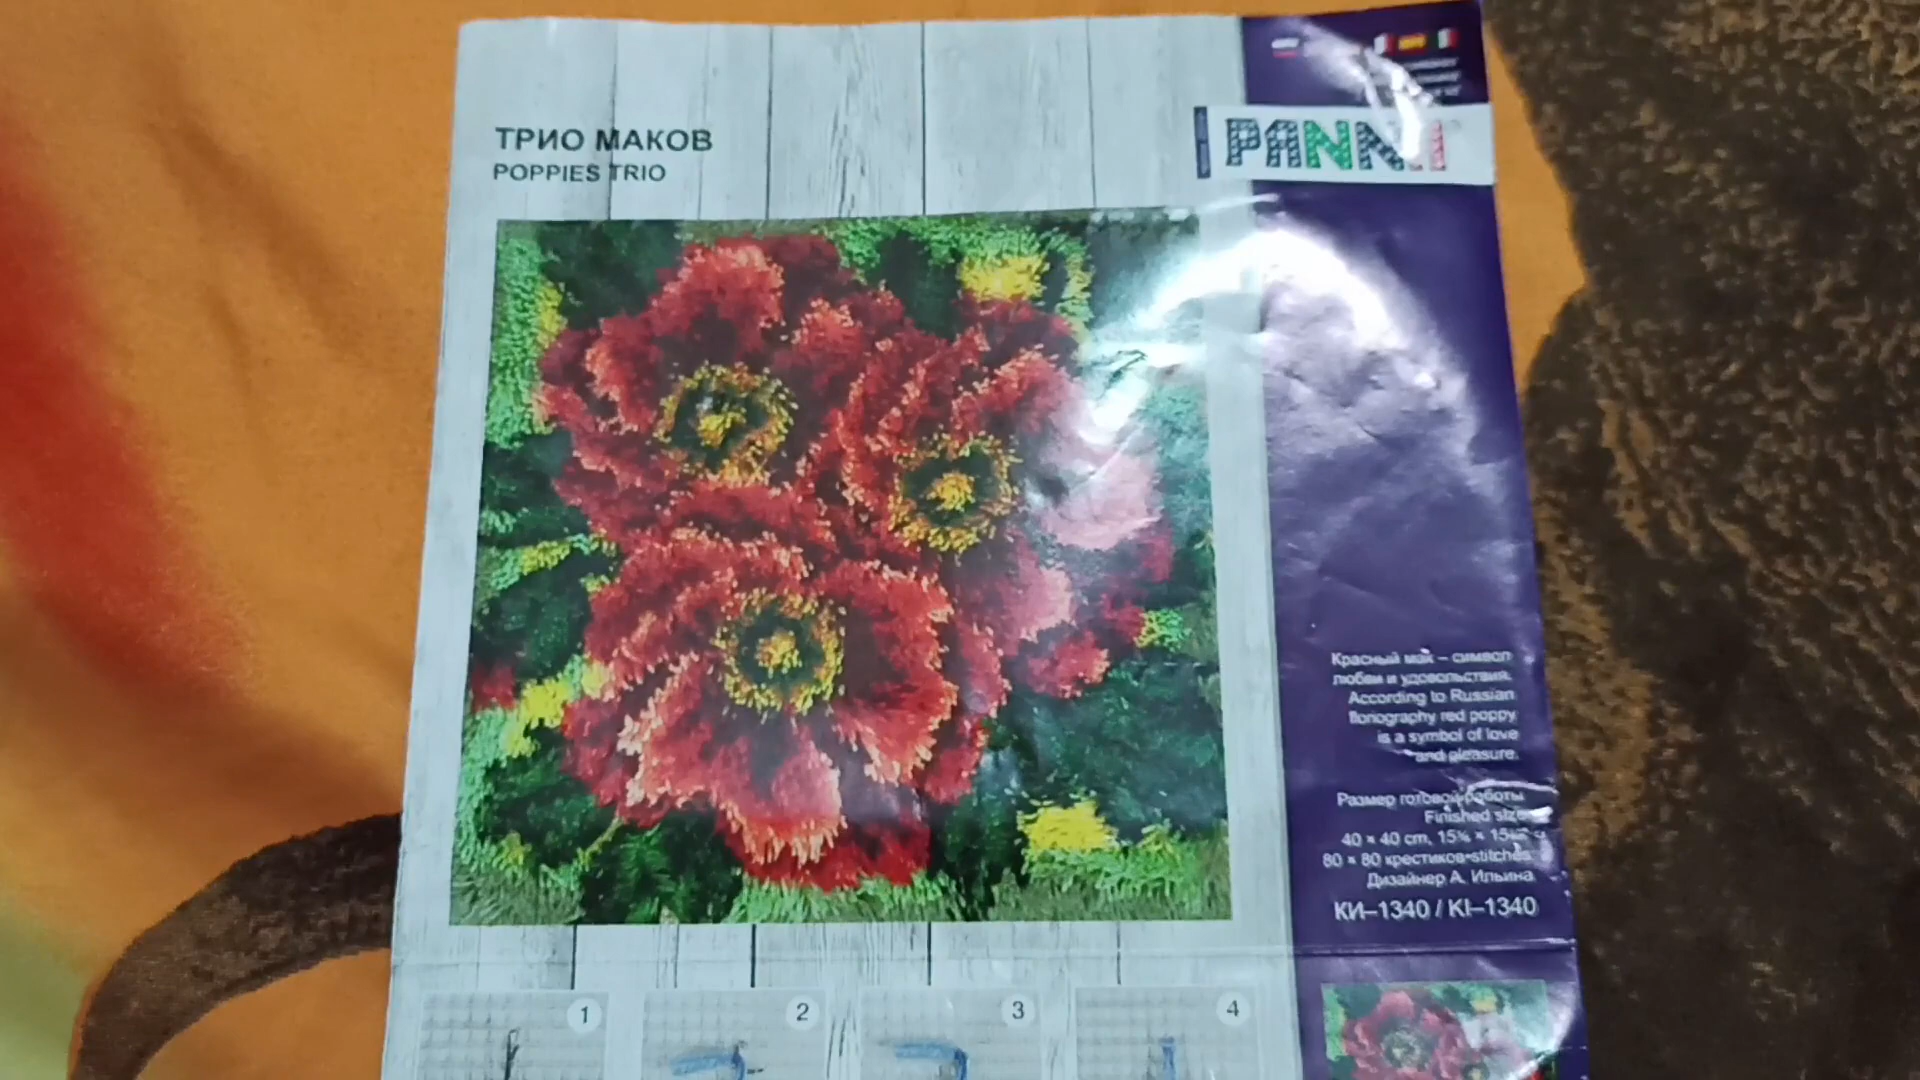 ТРИО МАКОВ
POPPIES TRIO
PANNA
Красный мак – символ
любви и удовольствия.
According to Russian
floriography red poppy
is a symbol of love
and pleasure.
Размер готовой работы
Finished size
40 × 40 cm,
80 × 80 крестиков•stitches
Дизайнер А. Ильина
КИ–1340 / KI–1340
1
2
3
4